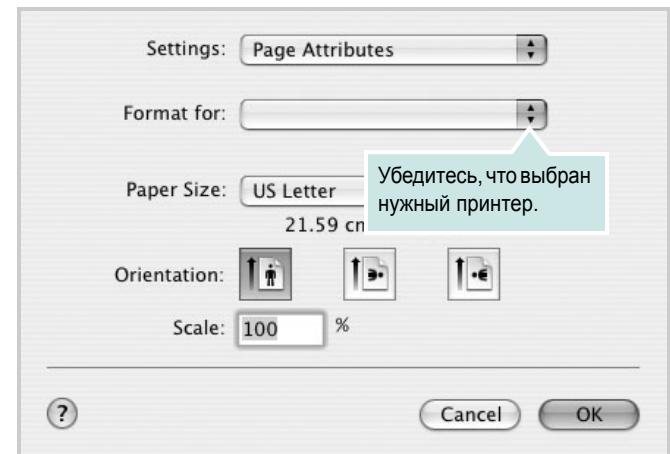 Settings: Page Attributes
Format for:
Убедитесь, что выбран
нужный принтер.
Paper Size: US Letter
21.59 cm
Orientation:
Scale: 100 %
? Cancel OK